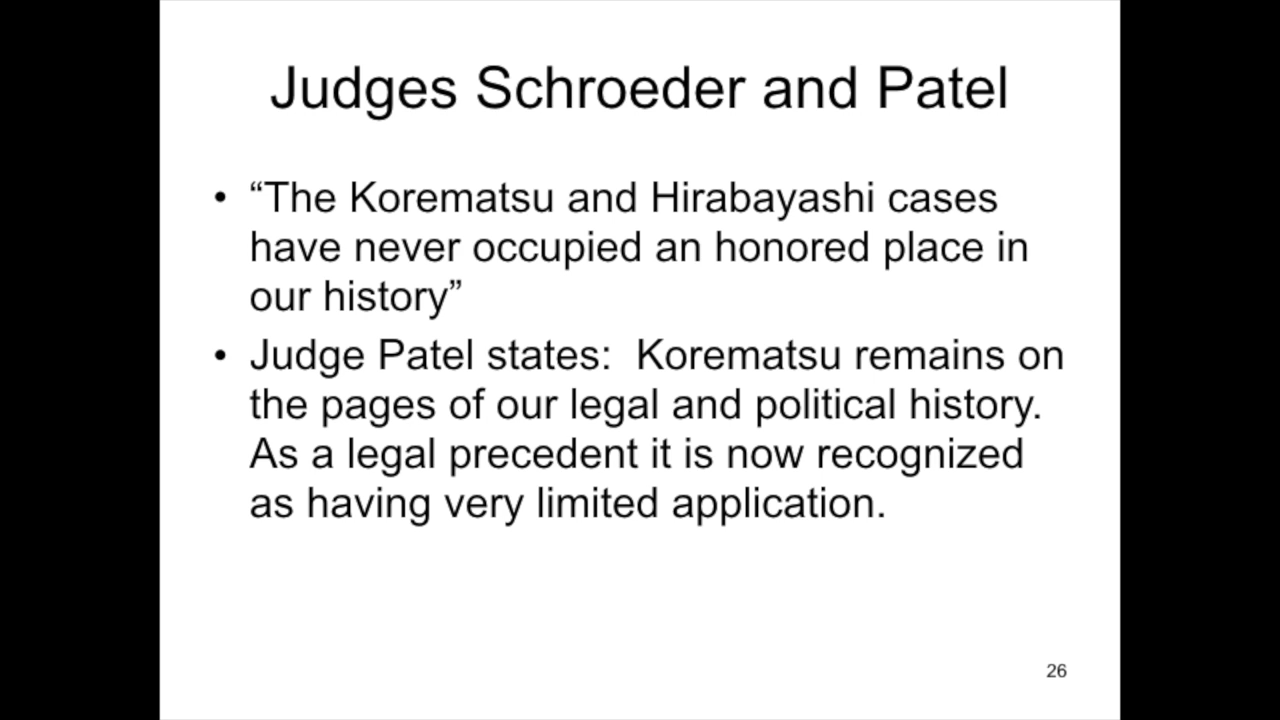 Judges Schroeder and Patel
• “The Korematsu and Hirabayashi cases
have never occupied an honored place in
our history”
• Judge Patel states:  Korematsu remains on
the pages of our legal and political history.
As a legal precedent it is now recognized
as having very limited application.
26